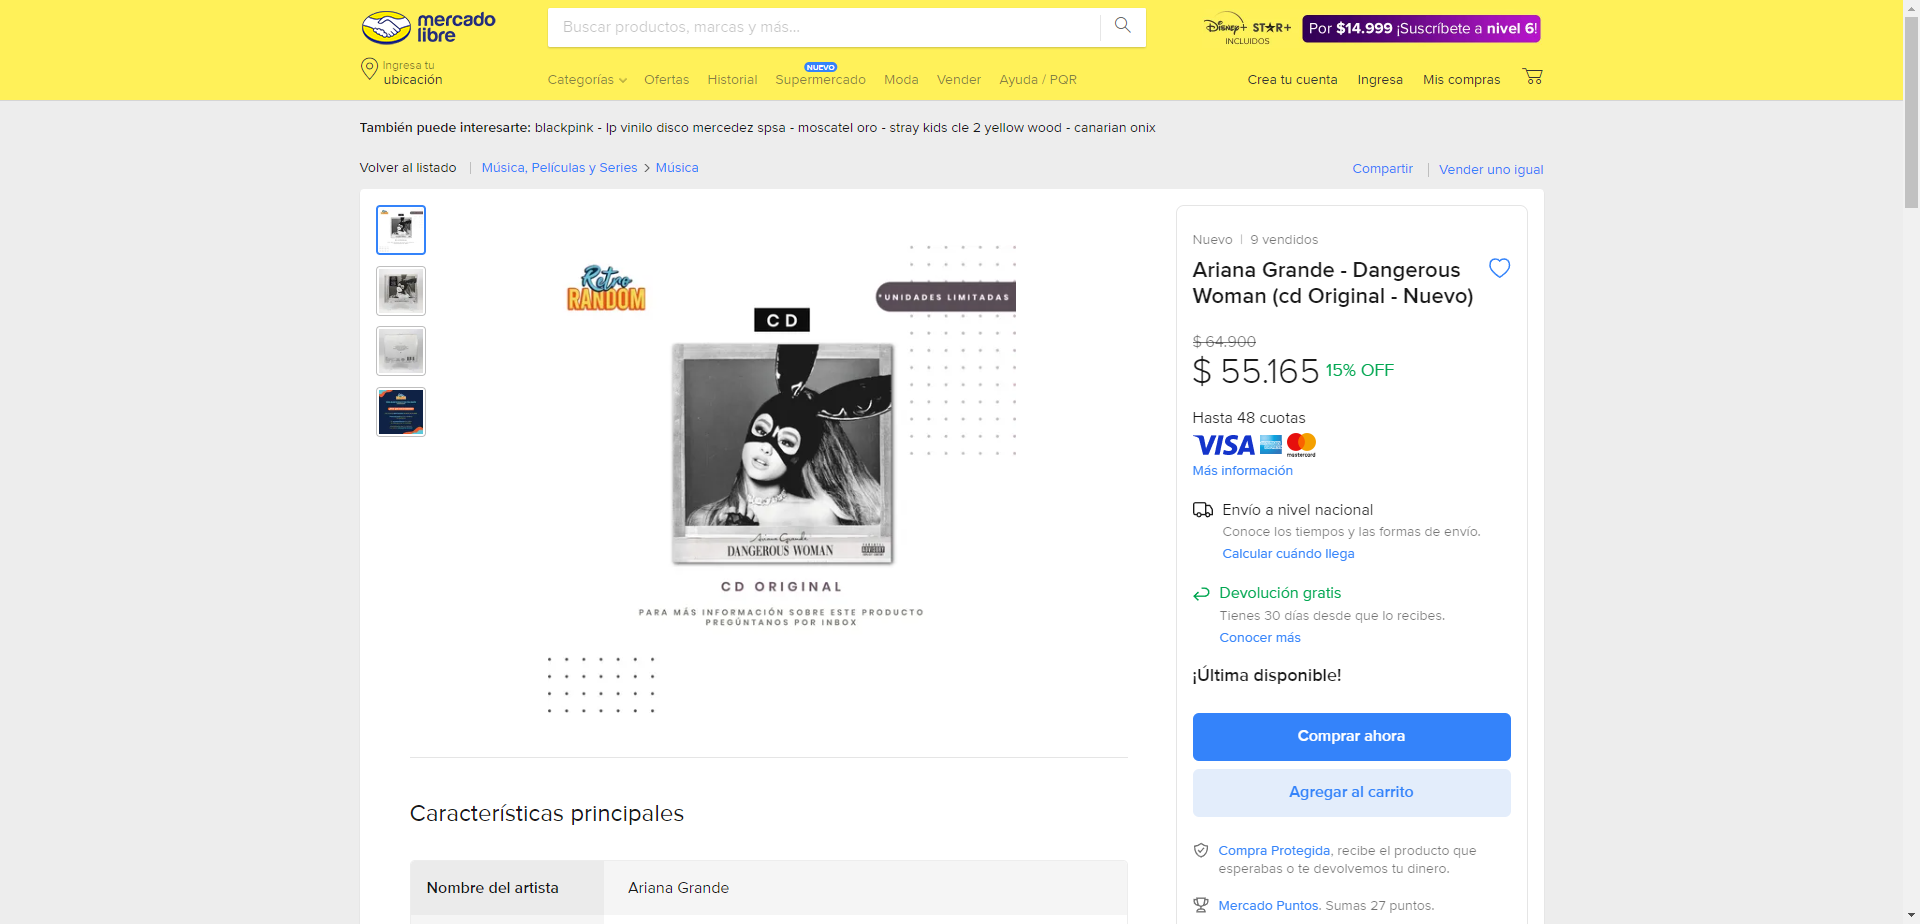 mercado
libre
Buscar productos, marcas y más...
Disney+ STAR+
INCLUIDOS
Por $14.999 ¡Suscríbete a nivel 6!
Ingresa tu
ubicación
Categorías
Ofertas
Historial
NUEVO
Supermercado
Moda
Vender
Ayuda / PQR
Crea tu cuenta
Ingresa
Mis compras
También puede interesarte: blackpink - lp vinilo disco mercedez spsa - moscatel oro - stray kids cle 2 yellow wood - canarian onix
Volver al listado
Música, Películas y Series > Música
Compartir
Vender uno igual
Retro
RANDOM
*UNIDADES LIMITADAS
CD
Ariana Grande
DANGEROUS WOMAN
CD ORIGINAL
PARA MÁS INFORMACIÓN SOBRE ESTE PRODUCTO
PREGÚNTANOS POR INBOX
Nuevo | 9 vendidos
Ariana Grande - Dangerous
Woman (cd Original - Nuevo)
$ 64.900
$ 55.165 15% OFF
Hasta 48 cuotas
VISA
mastercard
Más información
Envío a nivel nacional
Conoce los tiempos y las formas de envío.
Calcular cuándo llega
Devolución gratis
Tienes 30 días desde que lo recibes.
Conocer más
¡Última disponible!
Comprar ahora
Agregar al carrito
Compra Protegida, recibe el producto que
esperabas o te devolvemos tu dinero.
Mercado Puntos. Sumas 27 puntos.
Características principales
Nombre del artista
Ariana Grande